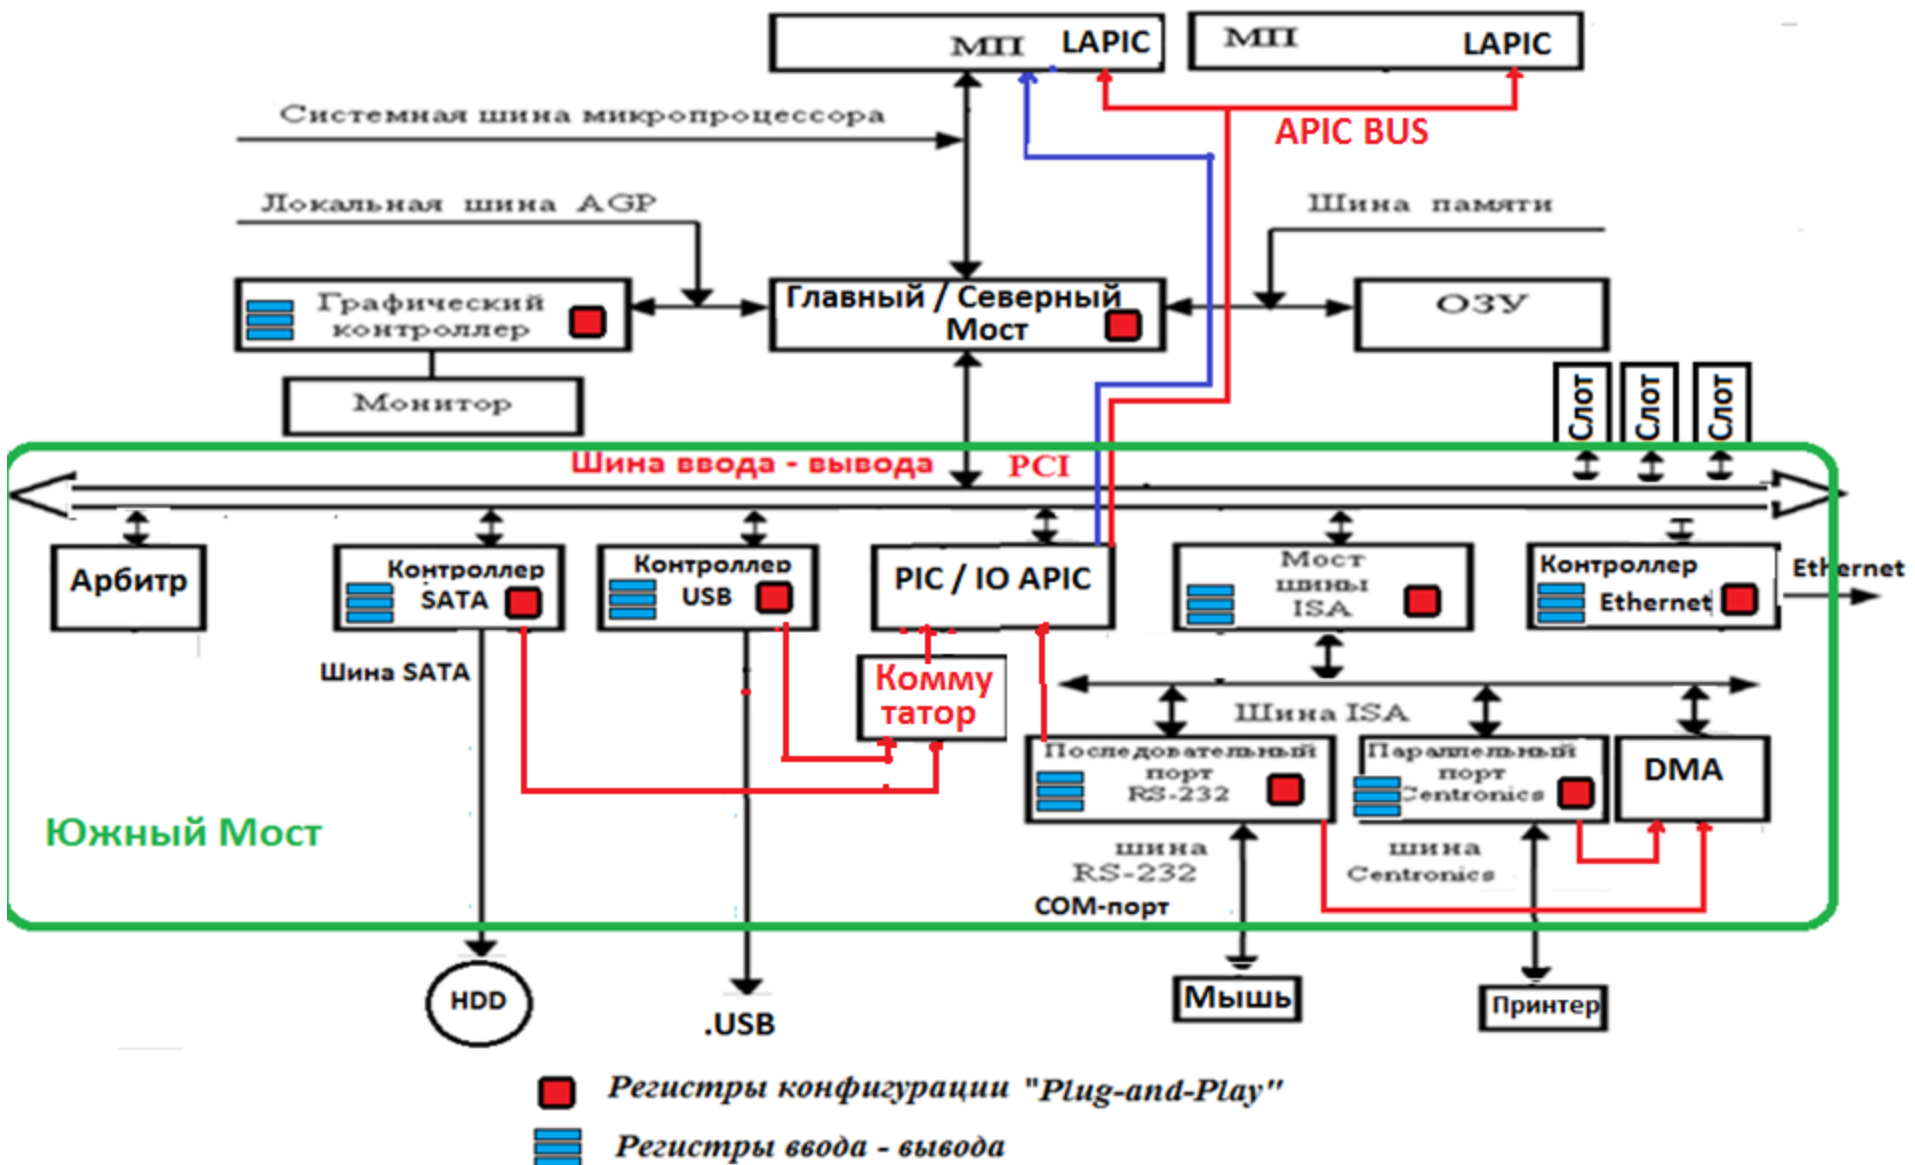 МП
LAPIC
МП
LAPIC
Системная шина микропроцессора
APIC BUS
Локальная шина AGP
Шина памяти
Графический
контроллер
Главный / Северный
Мост
ОЗУ
Монитор
Слот
Слот
Слот
Шина ввода - вывода
PCI
Арбитр
Контроллер
SATA
Контроллер
USB
PIC / IO APIC
Мост
шины
ISA
Контроллер
Ethernet
Ethernet
Шина SATA
Комму
татор
Шина ISA
Последовательный
порт
RS-232
Параллельный
порт
Centronics
DMA
Южный Мост
шина
RS-232
шина
Centronics
COM-порт
HDD
.USB
Мышь
Принтер
Регистры конфигурации "Plug-and-Play"
Регистры ввода - вывода